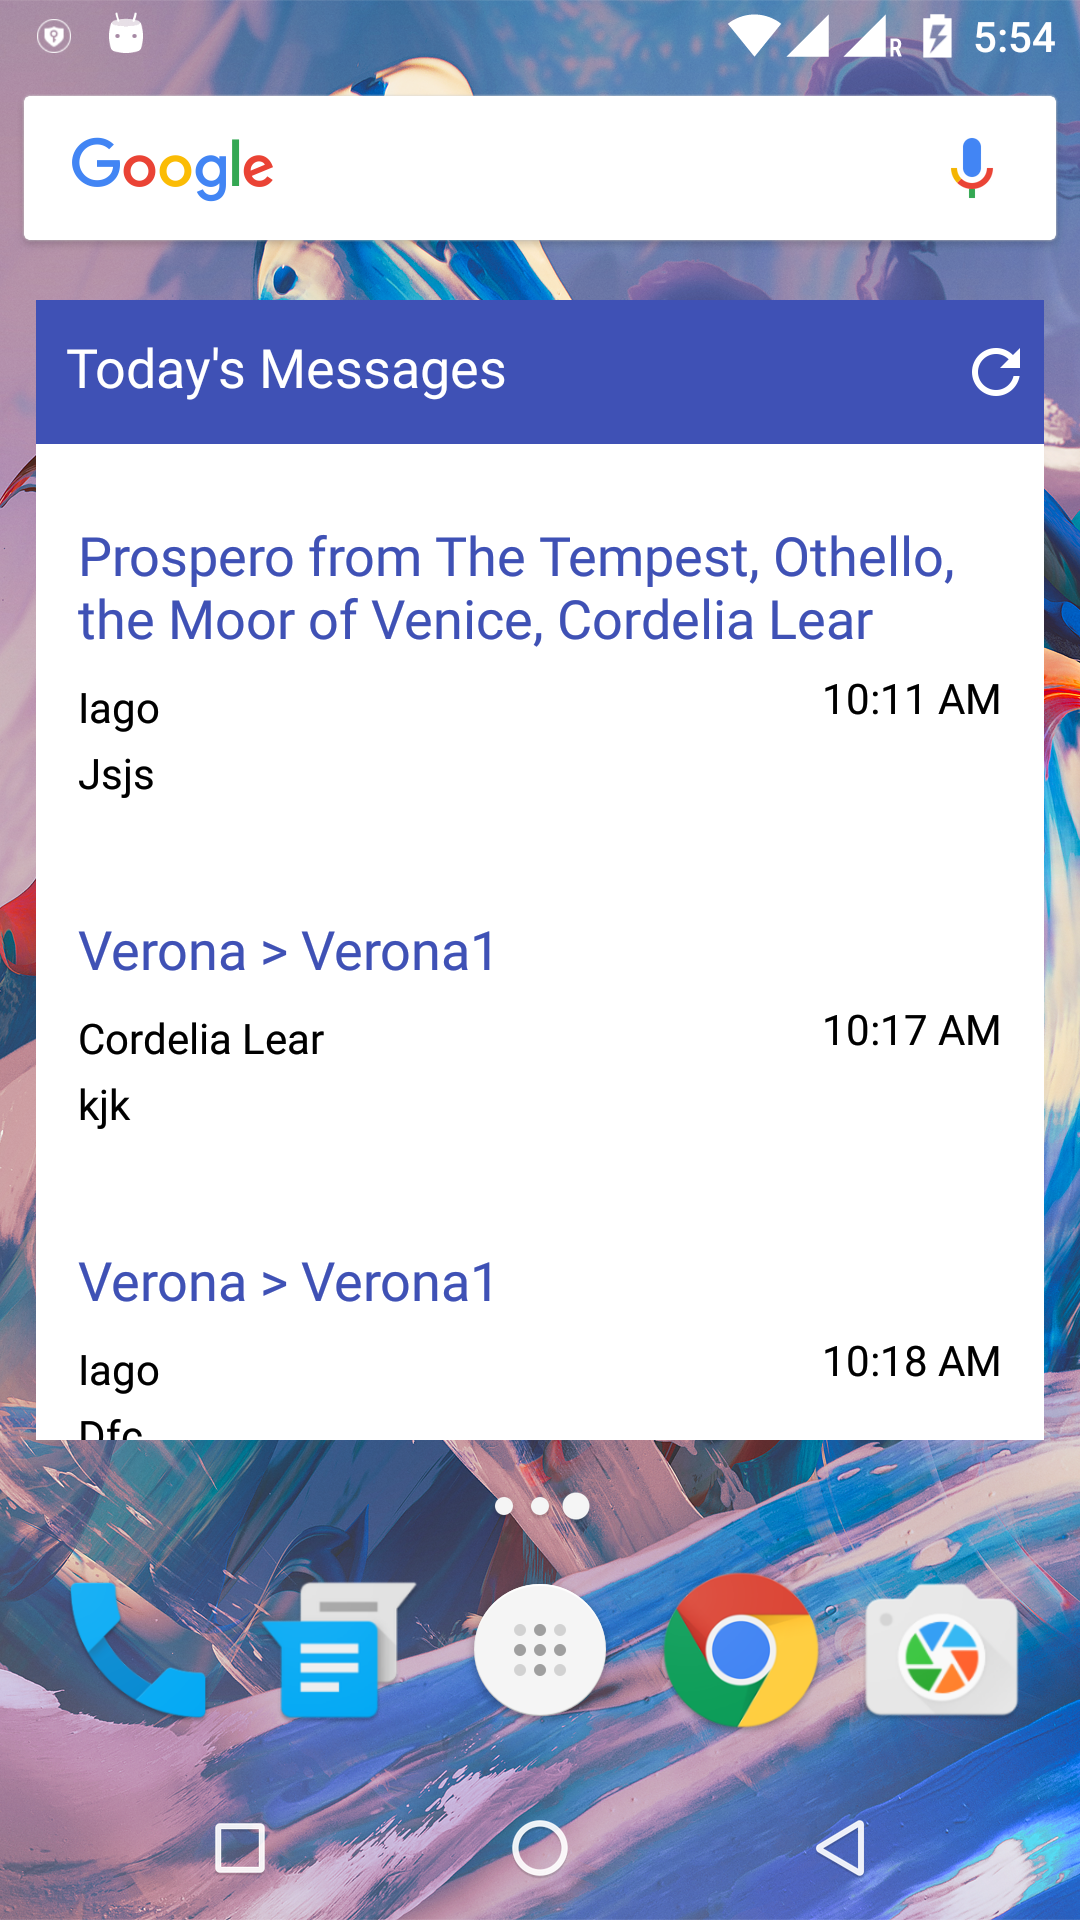 R 5:54
Google
Today's Messages
Prospero from The Tempest, Othello,
the Moor of Venice, Cordelia Lear
Iago 10:11 AM
Jsjs
Verona > Verona1
Cordelia Lear 10:17 AM
kjk
Verona > Verona1
Iago 10:18 AM
Dfc